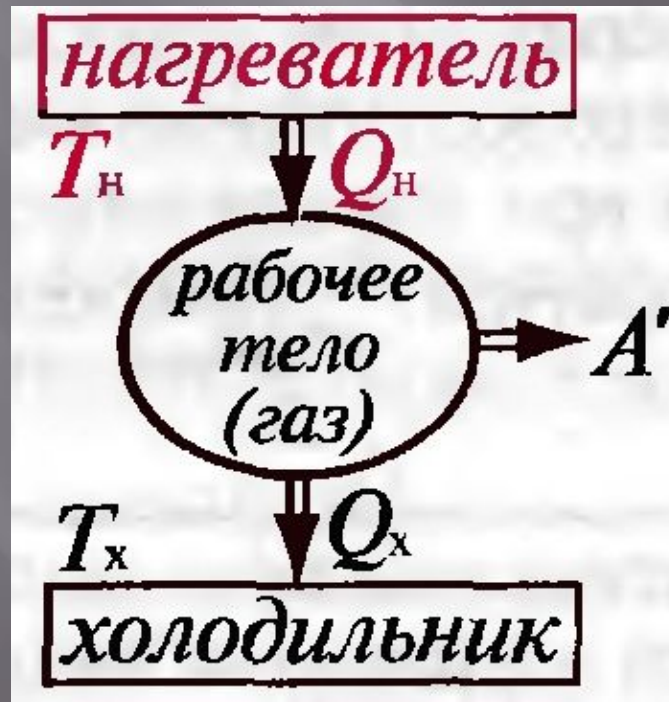 нагреватель
Tн Qн
рабочее
тело
(газ)
A'
Tх Qх
холодильник